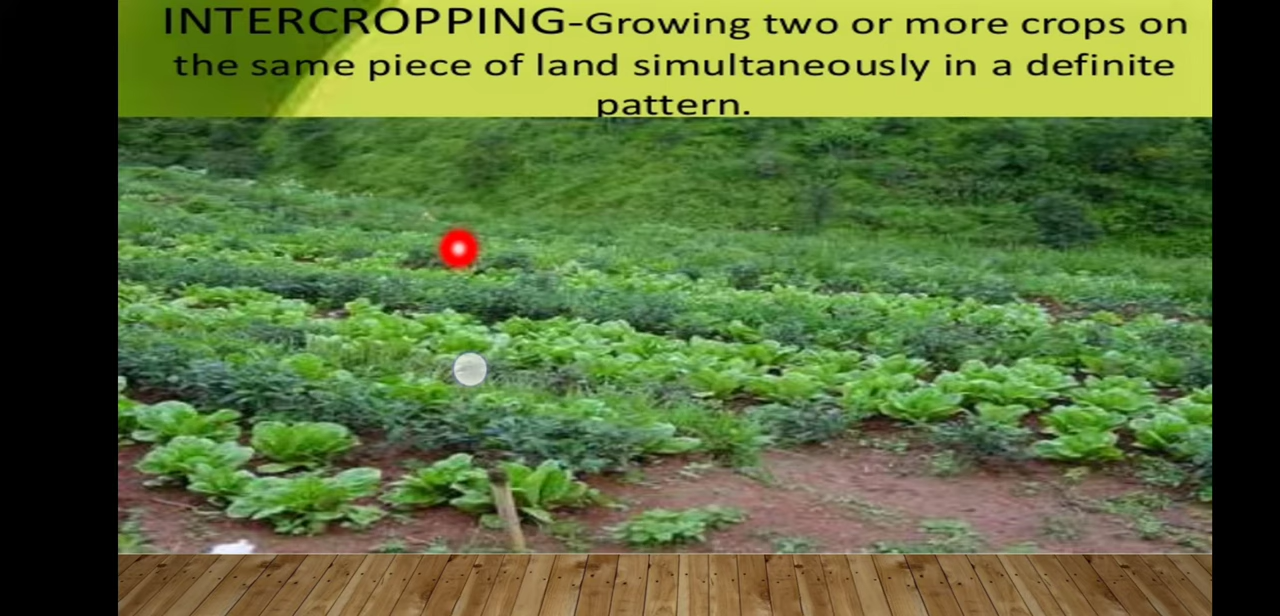 INTERCROPPING-Growing two or more crops on
the same piece of land simultaneously in a definite
pattern.